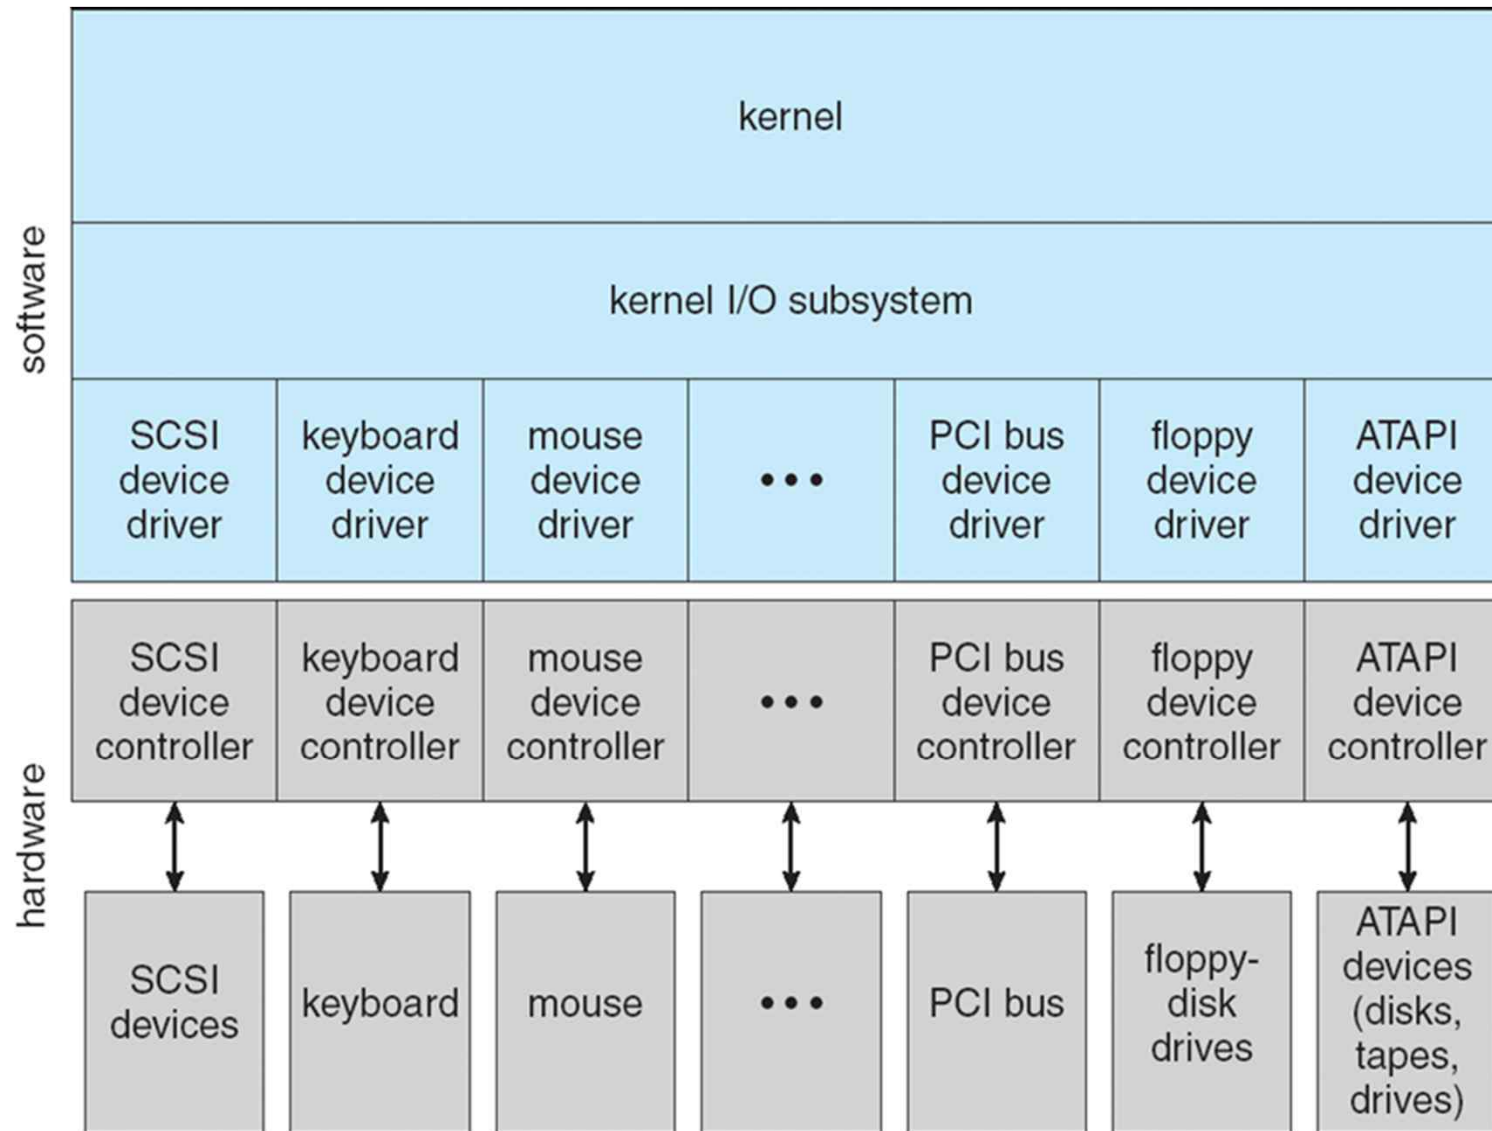 software
kernel
kernel I/O subsystem
SCSI
device
driver
keyboard
device
driver
mouse
device
driver
•••
PCI bus
device
driver
floppy
device
driver
ATAPI
device
driver
hardware
SCSI
device
controller
keyboard
device
controller
mouse
device
controller
•••
PCI bus
device
controller
floppy
device
controller
ATAPI
device
controller
SCSI
devices
keyboard
mouse
•••
PCI bus
floppy-
disk
drives
ATAPI
devices
(disks,
tapes,
drives)